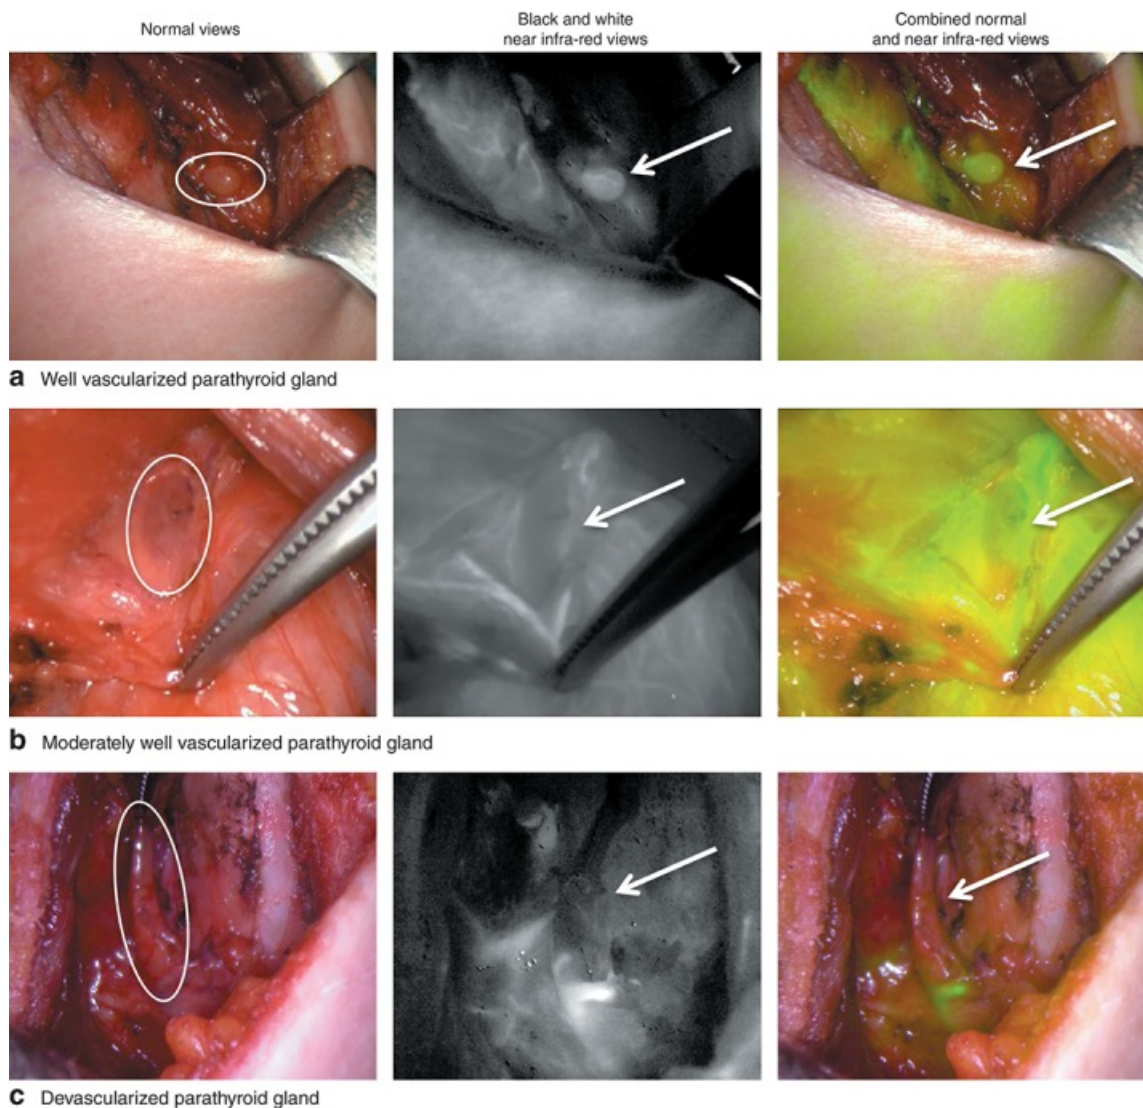 Normal views
Black and white
near infra-red views
Combined normal
and near infra-red views
a Well vascularized parathyroid gland
b Moderately well vascularized parathyroid gland
c Devascularized parathyroid gland